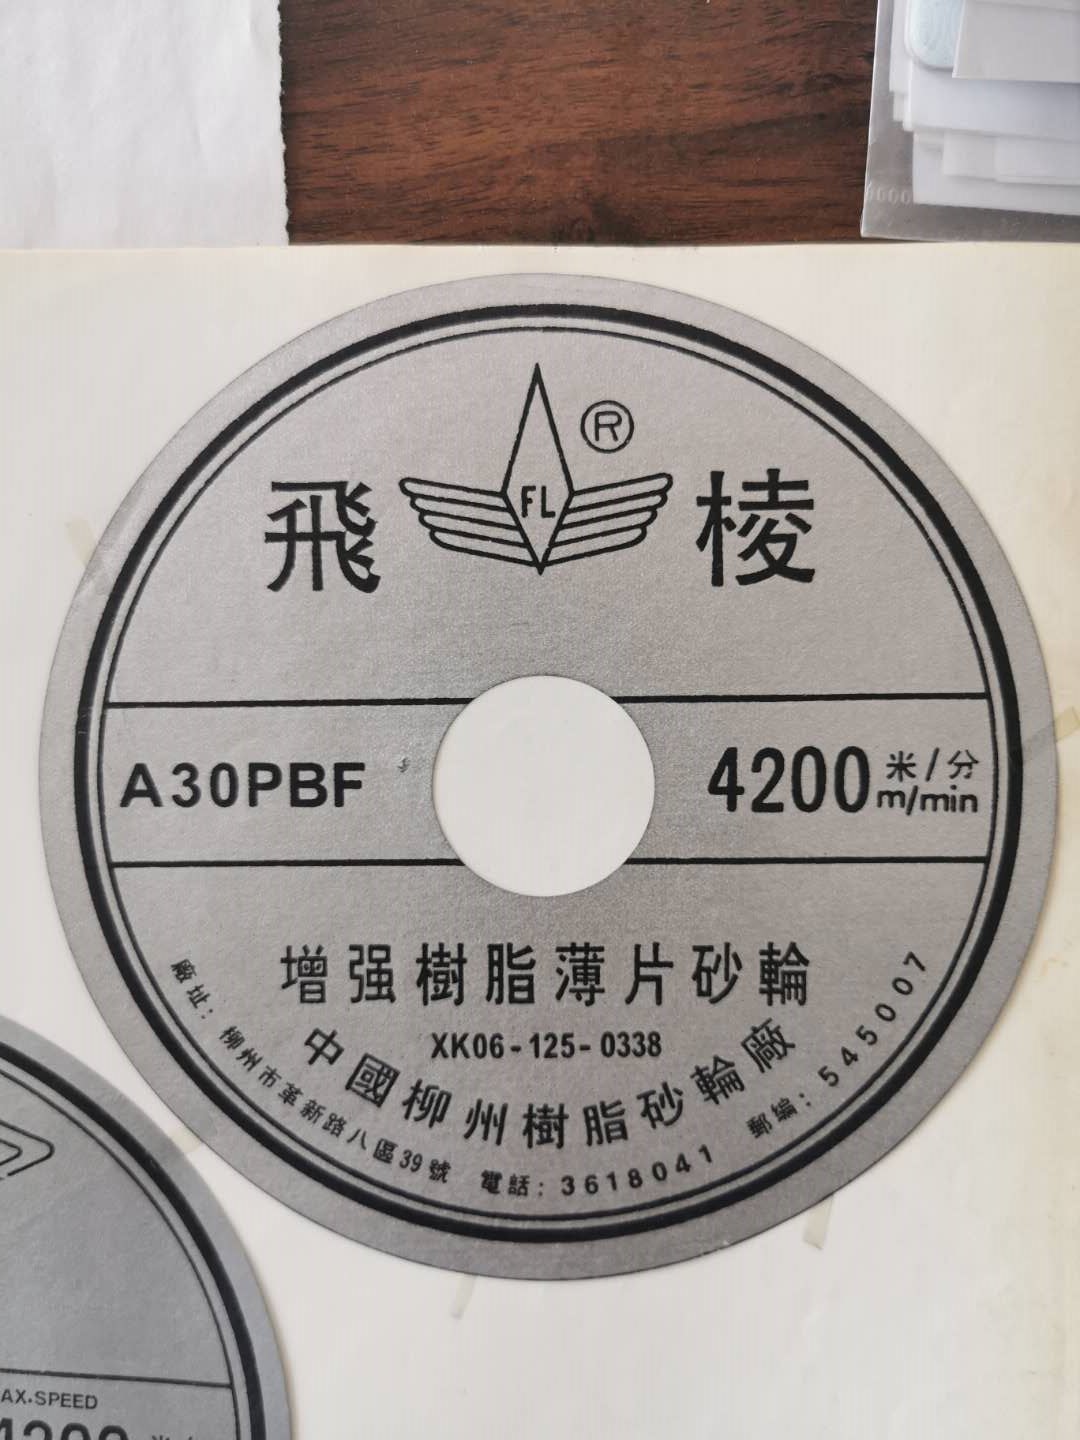 ®
飛 FL 棱
A30PBF
4200 米/分
m/min
增强樹脂薄片砂輪
XK06-125-0338
中國柳州樹脂砂輪廠
廠址：柳州市革新路八區39號 電話：3618041 郵編：545007
AX.SPEED
4200 米/